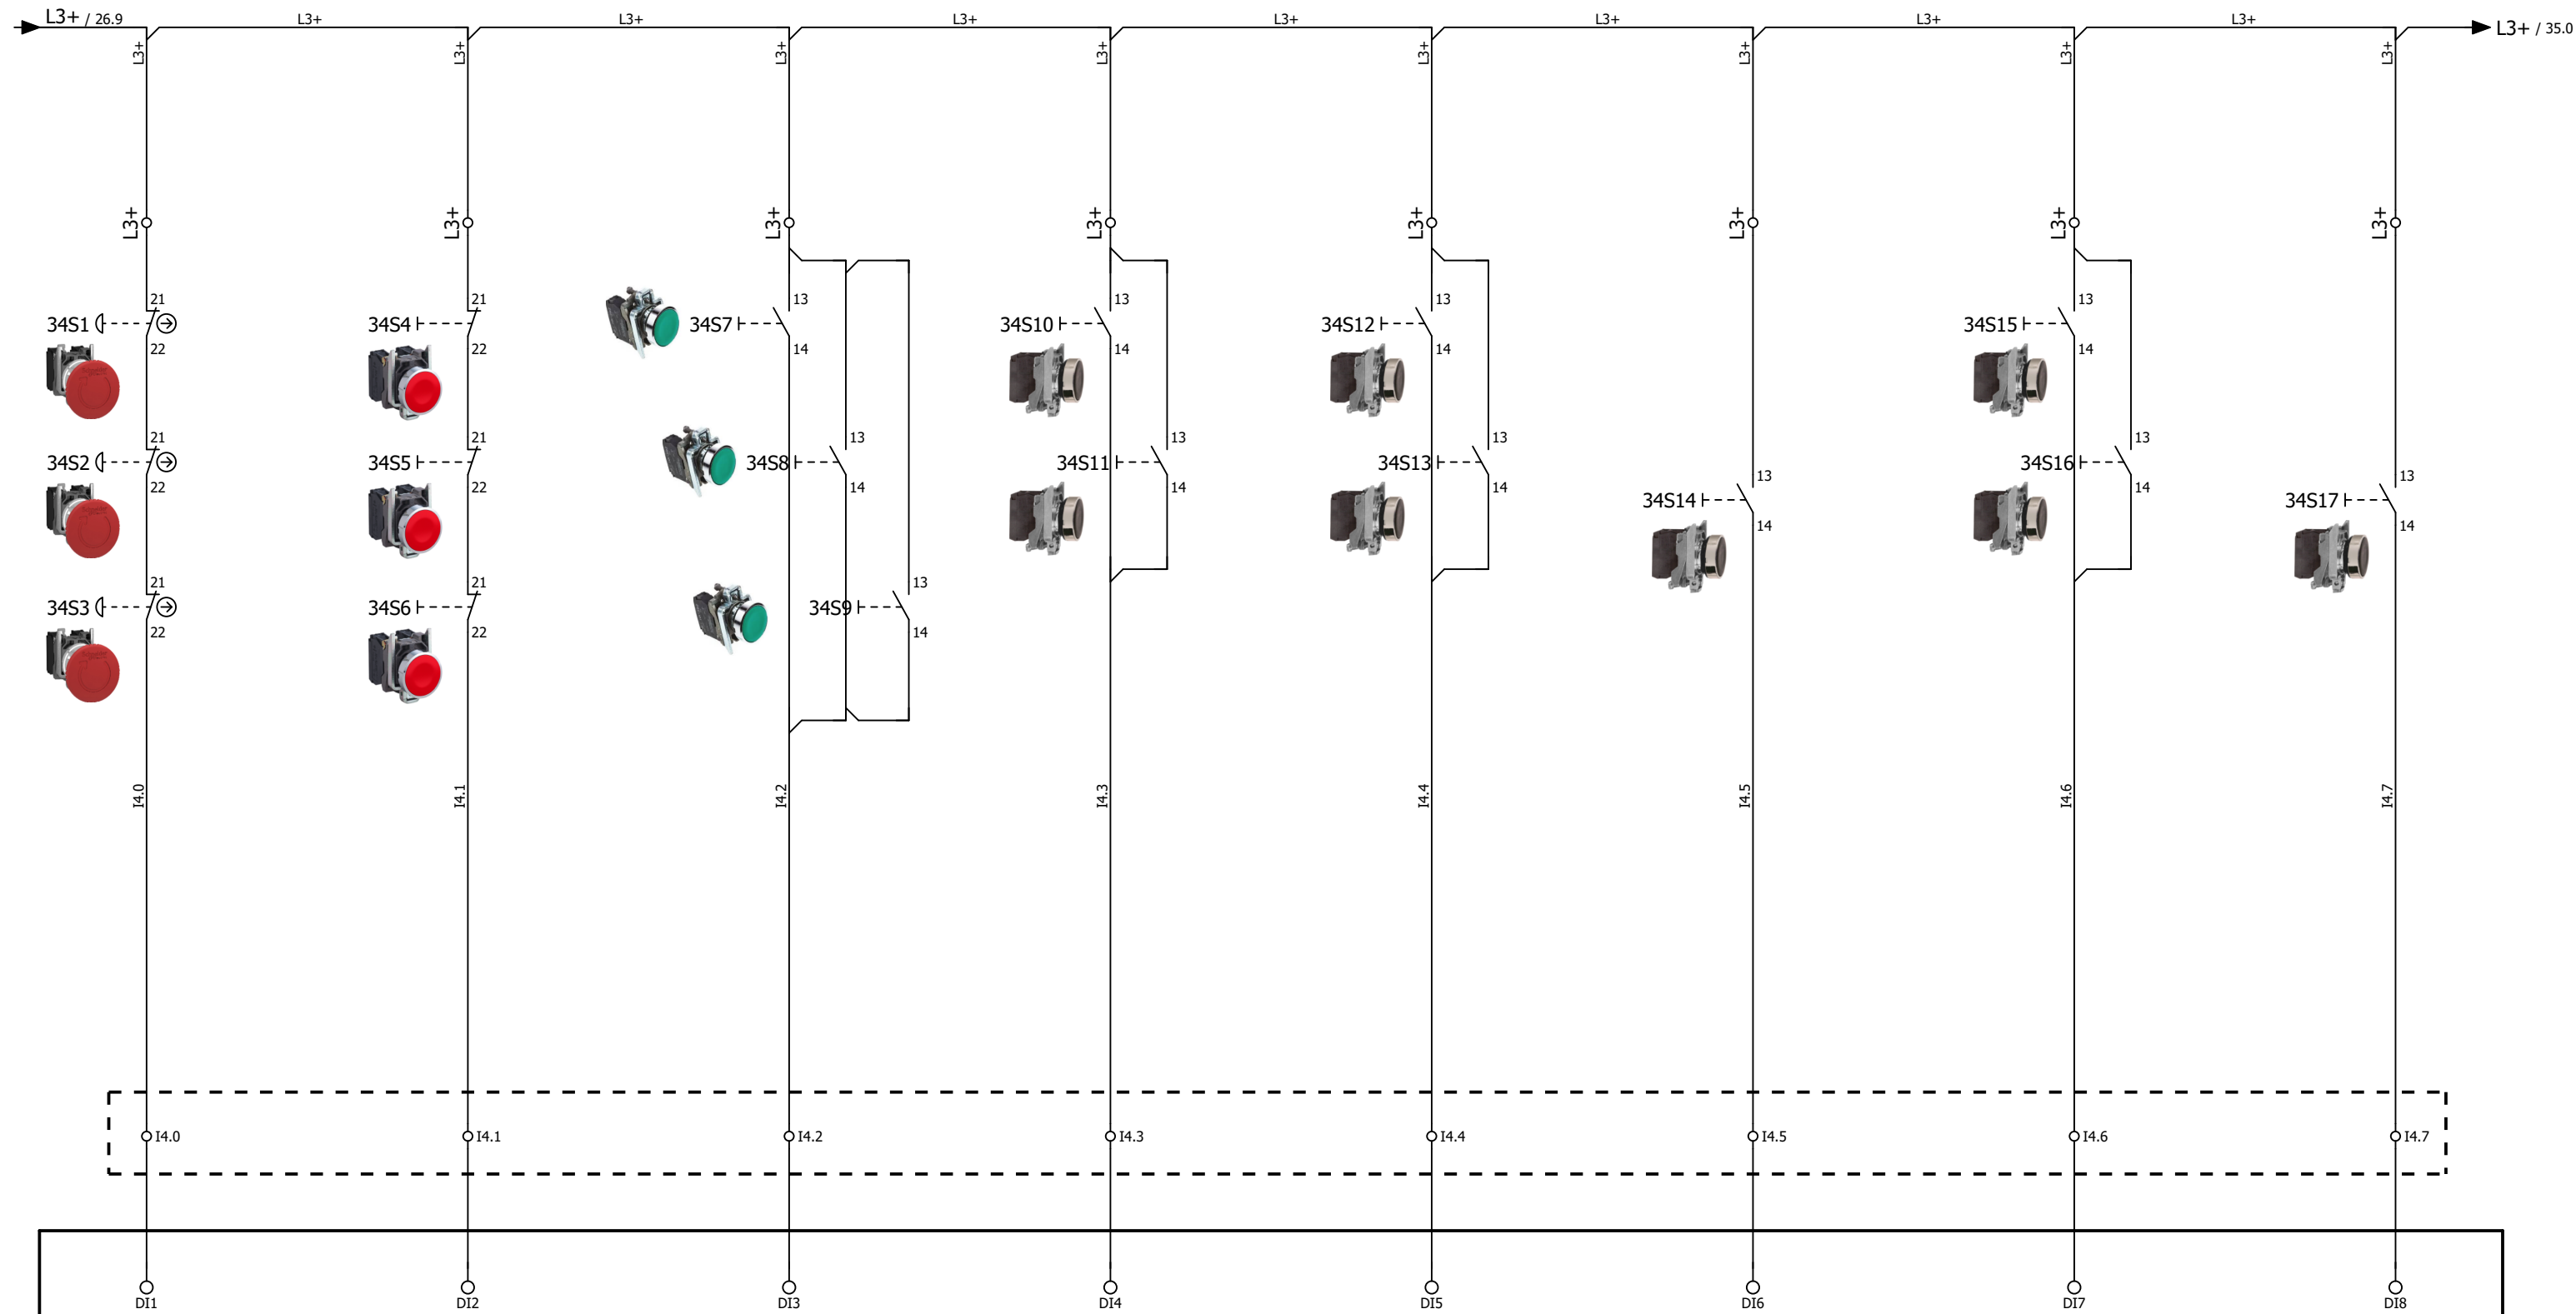 L3+ / 26.9
L3+ L3+ L3+ L3+ L3+ L3+ L3+
L3+ / 35.0
L3+ L3+ L3+ L3+ L3+ L3+ L3+ L3+
L3+ L3+ L3+ L3+ L3+ L3+ L3+ L3+
21 21 13 13 13 13
34S1 34S4 34S7 34S10 34S12 34S15
22 22 14 14 14 14
21 21 13 13 13 13
34S2 34S5 34S8 34S11 34S13 34S16
22 22 14 14 14 14
13 13
34S14 34S17
14 14
21 21 13
34S3 34S6 34S9
22 22 14
I4.0 I4.1 I4.2 I4.3 I4.4 I4.5 I4.6 I4.7
I4.0 I4.1 I4.2 I4.3 I4.4 I4.5 I4.6 I4.7
DI1 DI2 DI3 DI4 DI5 DI6 DI7 DI8